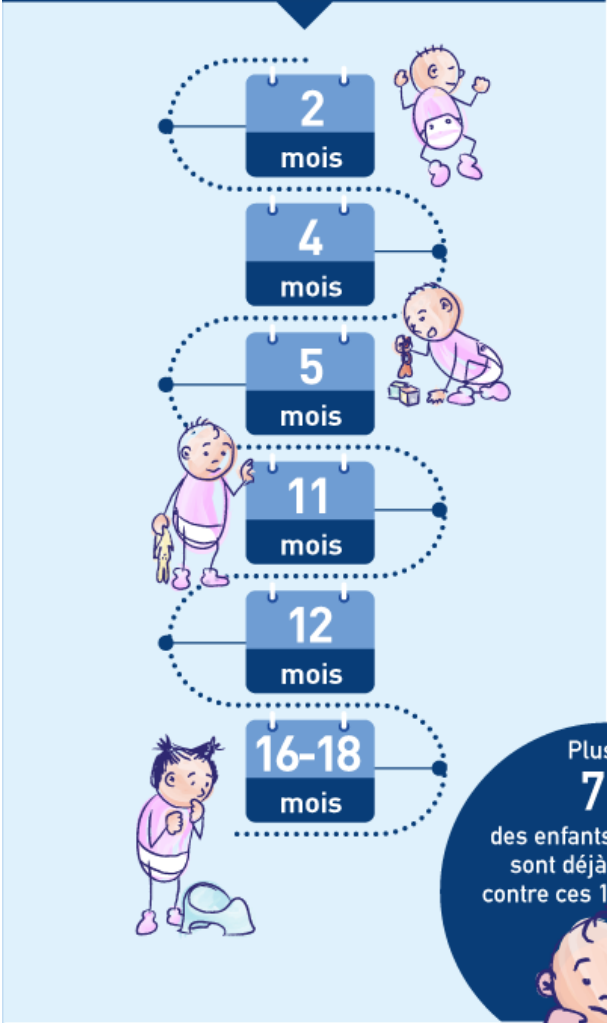 2
mois
4
mois
5
mois
11
mois
12
mois
16-18
mois
Plus
7
des enfants
sont déjà
contre ces 1